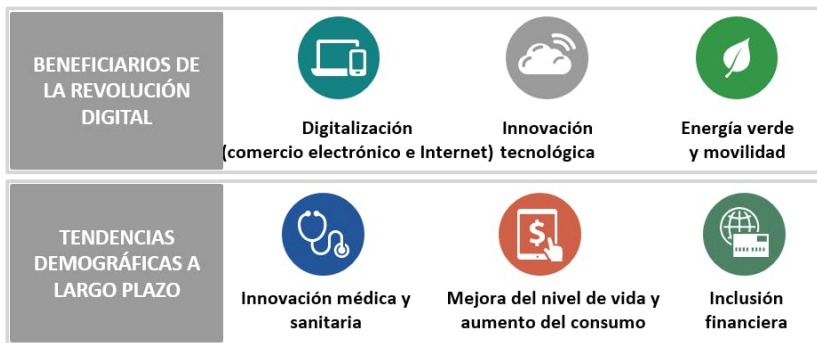 BENEFICIARIOS DE
LA REVOLUCIÓN
DIGITAL
Digitalización
(comercio electrónico e Internet)
Innovación
tecnológica
Energía verde
y movilidad
TENDENCIAS
DEMOGRÁFICAS A
LARGO PLAZO
Innovación médica y
sanitaria
$
Mejora del nivel de vida y
aumento del consumo
Inclusión
financiera